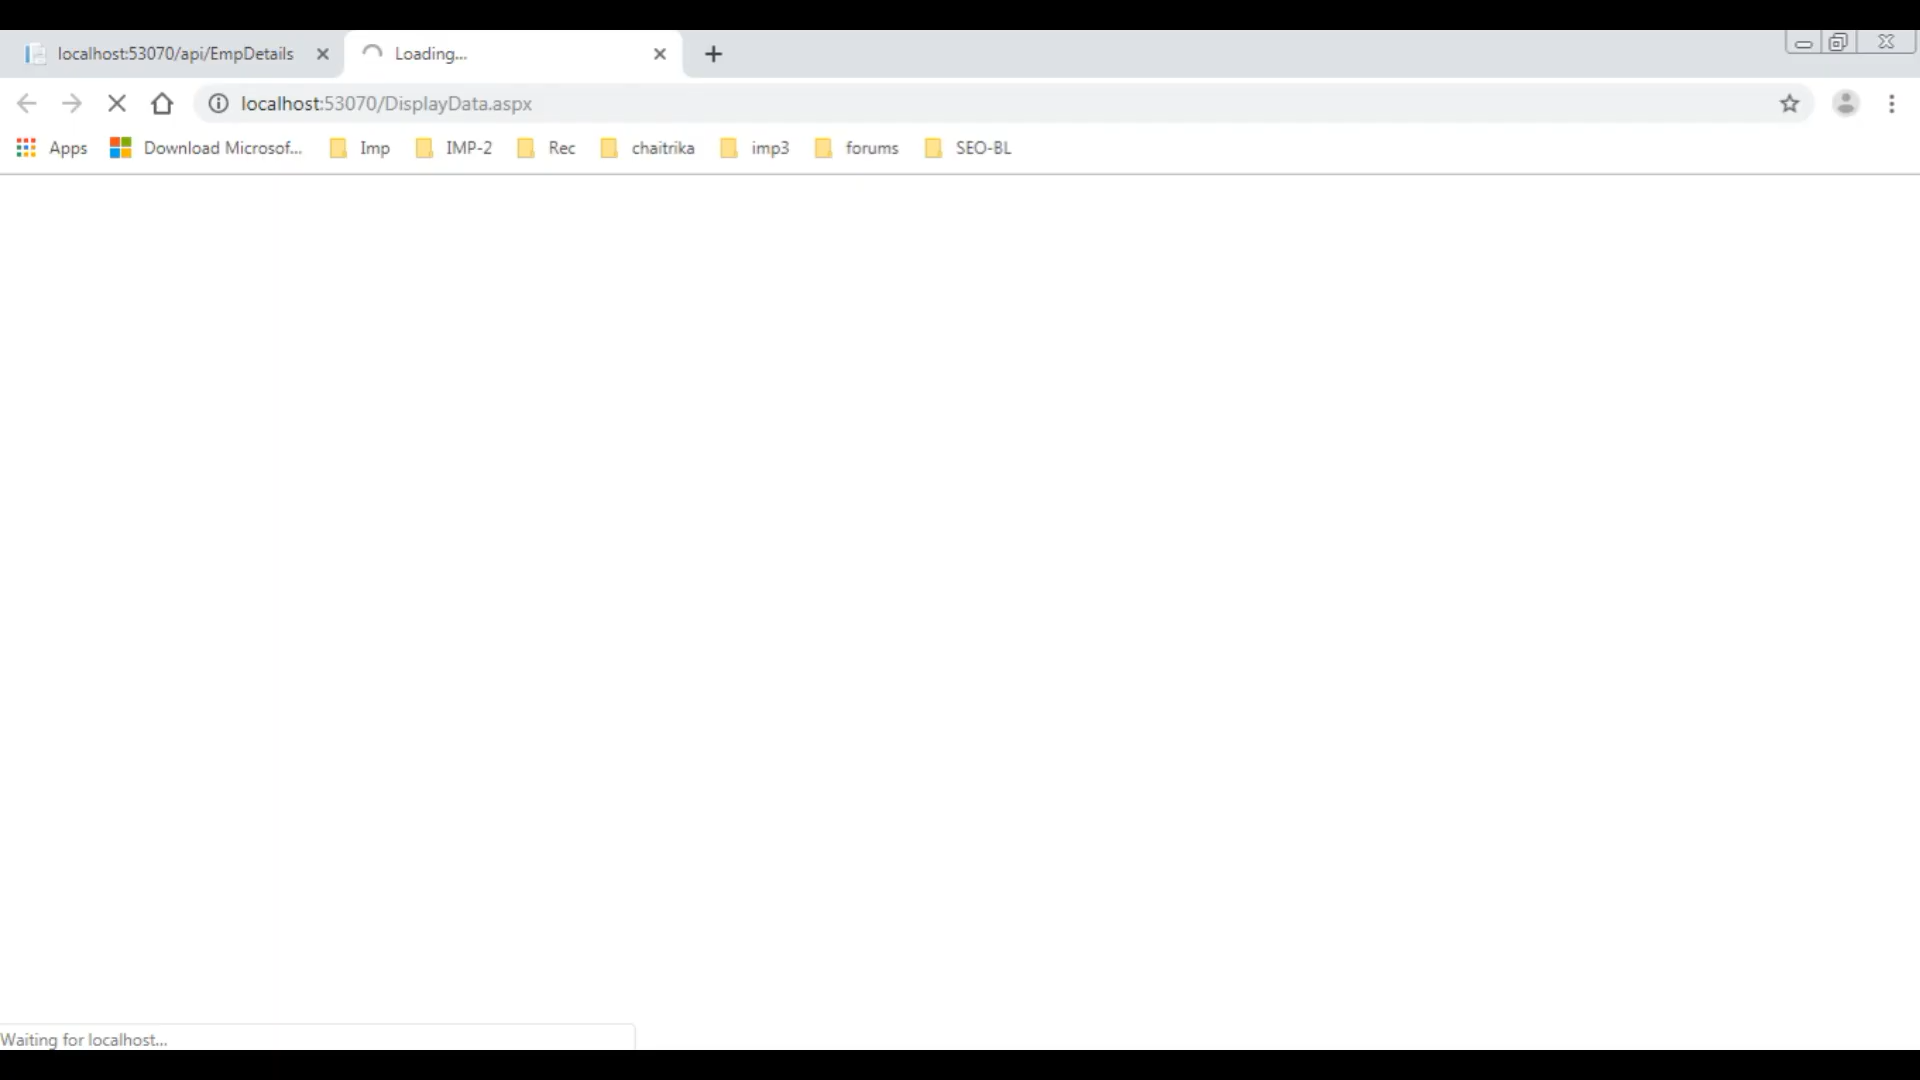 localhost:53070/api/EmpDetails Loading...
localhost:53070/DisplayData.aspx
Apps Download Microsof... Imp IMP-2 Rec chaitrika imp3 forums SEO-BL
Waiting for localhost...